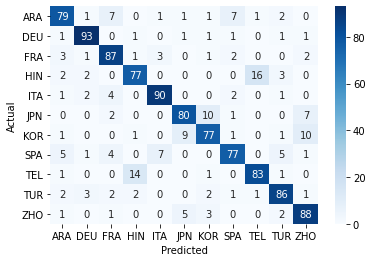 ARA 79 1 7 0 1 1 1 7 1 2 0
DEU 1 93 0 1 0 0 1 1 1 1 1
FRA 3 1 87 1 3 0 1 2 0 0 2
HIN 2 2 0 77 0 0 0 0 16 3 0
ITA 1 2 4 0 90 0 0 2 0 1 0
JPN 0 0 2 0 0 80 10 1 0 0 7
KOR 1 0 0 1 0 9 77 1 0 1 10
SPA 5 1 4 0 7 0 0 77 0 5 1
TEL 1 0 0 14 0 0 1 0 83 1 0
TUR 2 3 2 2 0 0 2 1 1 86 1
ZHO 1 0 1 0 0 5 3 0 0 2 88
ARA DEU FRA HIN ITA JPN KOR SPA TEL TUR ZHO
Predicted
Actual
80
60
40
20
0